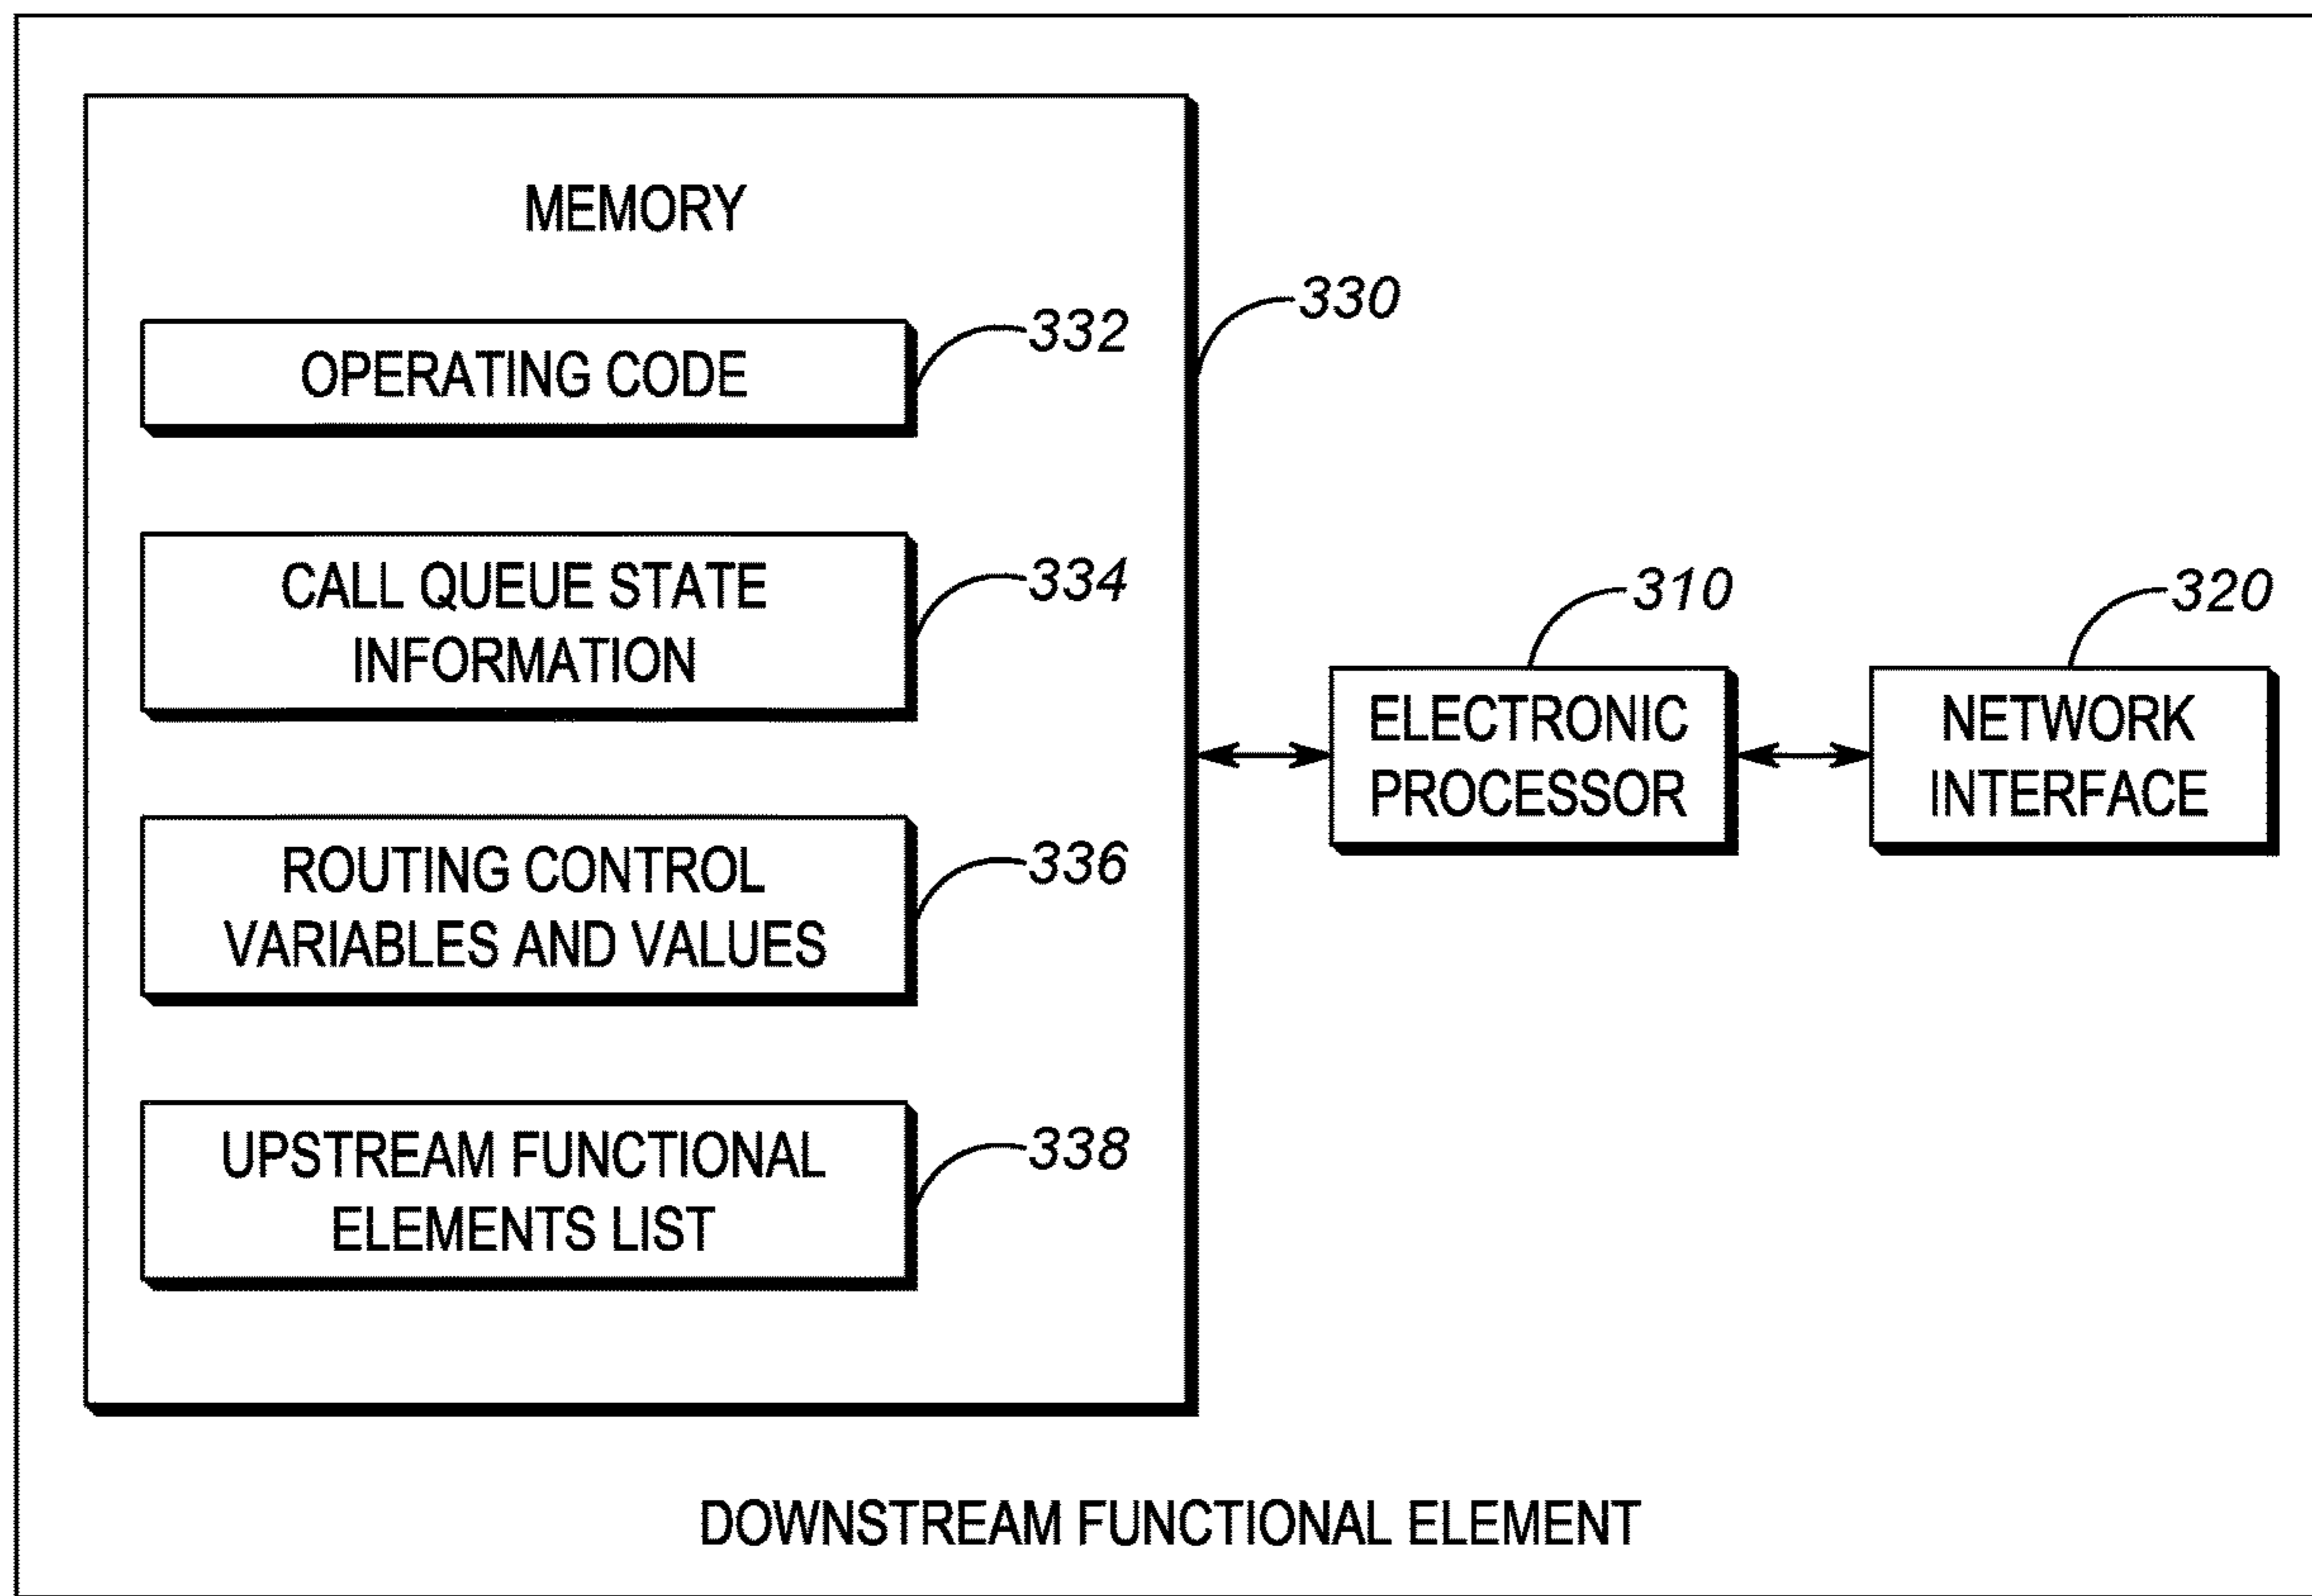 MEMORY
330
OPERATING CODE
332
CALL QUEUE STATE
INFORMATION
334
ROUTING CONTROL
VARIABLES AND VALUES
336
UPSTREAM FUNCTIONAL
ELEMENTS LIST
338
310
ELECTRONIC
PROCESSOR
320
NETWORK
INTERFACE
DOWNSTREAM FUNCTIONAL ELEMENT